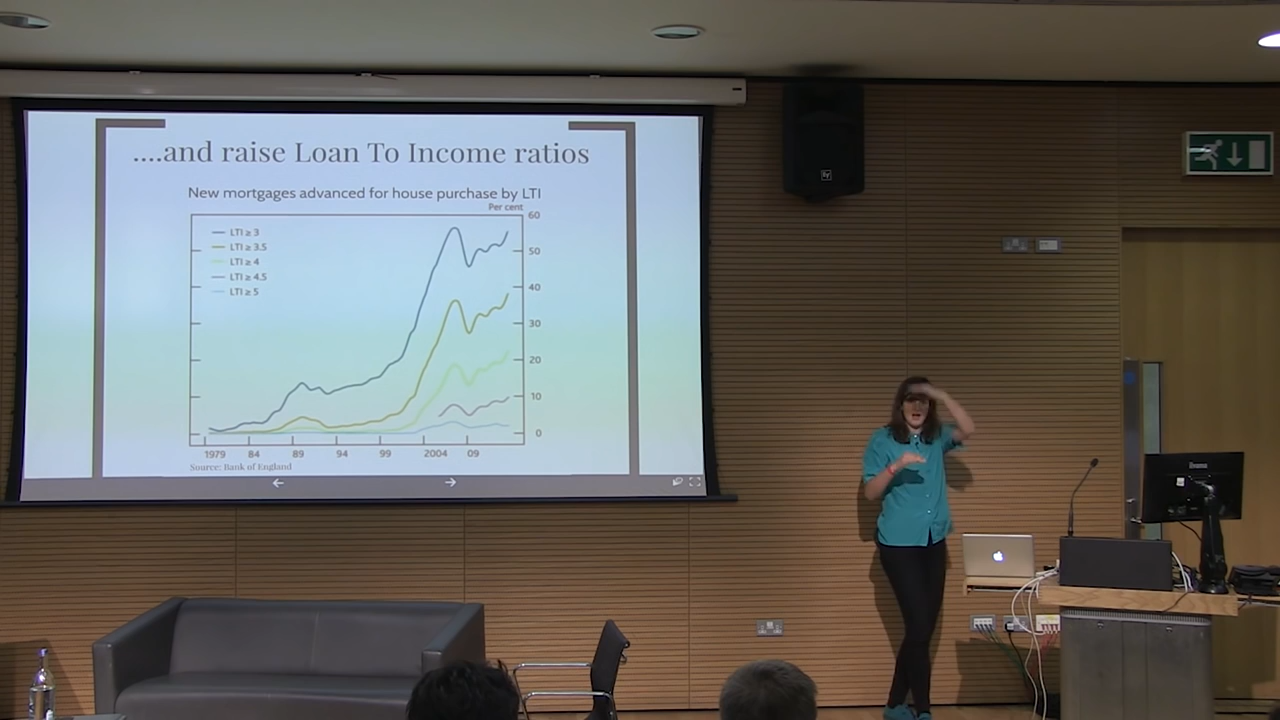 ....and raise Loan To Income ratios
New mortgages advanced for house purchase by LTI
Per cent
LTI ≥ 3
LTI ≥ 3.5
LTI ≥ 4
LTI ≥ 4.5
LTI ≥ 5
60
50
40
30
20
10
0
1979 84 89 94 99 2004 09
Source: Bank of England
EV
iiyama